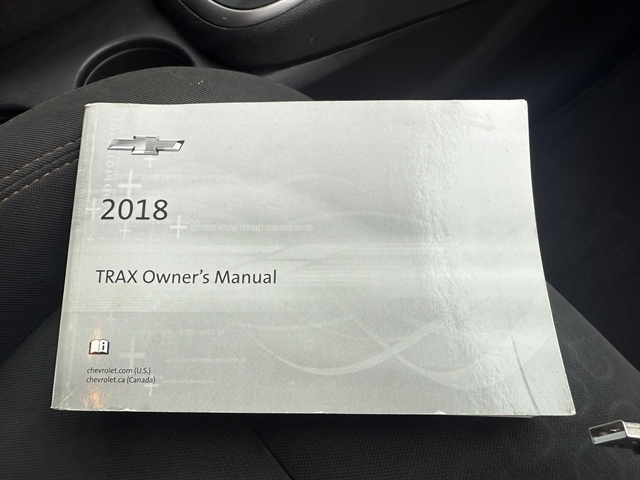 2018
TRAX Owner's Manual
chevrolet.com (U.S.)
chevrolet.ca (Canada)